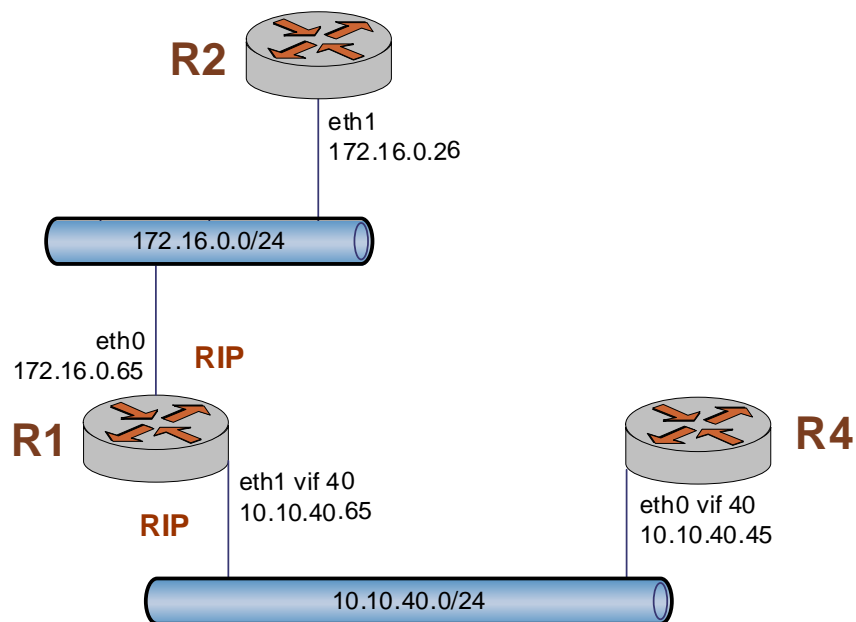 R2
eth1
172.16.0.26
172.16.0.0/24
eth0
172.16.0.65
RIP
R1
R4
eth1 vif 40
10.10.40.65
eth0 vif 40
10.10.40.45
RIP
10.10.40.0/24